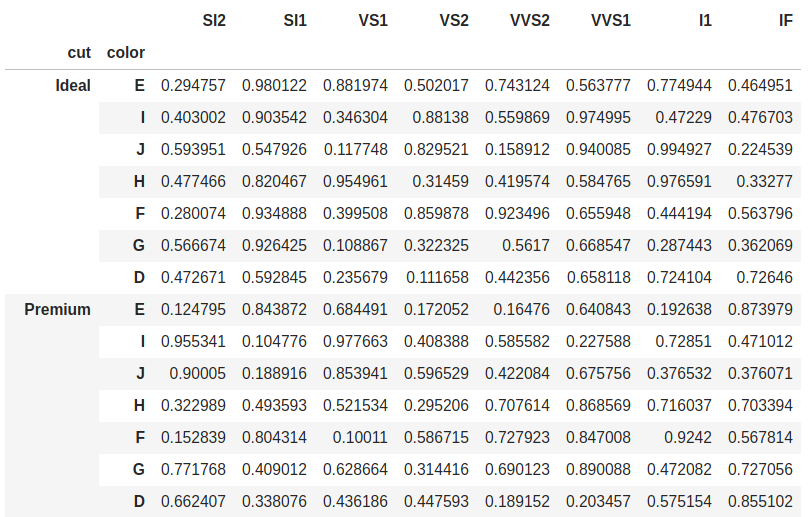 SI2 SI1 VS1 VS2 VVS2 VVS1 I1 IF
cut color
Ideal E 0.294757 0.980122 0.881974 0.502017 0.743124 0.563777 0.774944 0.464951
I 0.403002 0.903542 0.346304 0.88138 0.559869 0.974995 0.47229 0.476703
J 0.593951 0.547926 0.117748 0.829521 0.158912 0.940085 0.994927 0.224539
H 0.477466 0.820467 0.954961 0.31459 0.419574 0.584765 0.976591 0.33277
F 0.280074 0.934888 0.399508 0.859878 0.923496 0.655948 0.444194 0.563796
G 0.566674 0.926425 0.108867 0.322325 0.5617 0.668547 0.287443 0.362069
D 0.472671 0.592845 0.235679 0.111658 0.442356 0.658118 0.724104 0.72646
Premium E 0.124795 0.843872 0.684491 0.172052 0.16476 0.640843 0.192638 0.873979
I 0.955341 0.104776 0.977663 0.408388 0.585582 0.227588 0.72851 0.471012
J 0.90005 0.188916 0.853941 0.596529 0.422084 0.675756 0.376532 0.376071
H 0.322989 0.493593 0.521534 0.295206 0.707614 0.868569 0.716037 0.703394
F 0.152839 0.804314 0.10011 0.586715 0.727923 0.847008 0.9242 0.567814
G 0.771768 0.409012 0.628664 0.314416 0.690123 0.890088 0.472082 0.727056
D 0.662407 0.338076 0.436186 0.447593 0.189152 0.203457 0.575154 0.855102